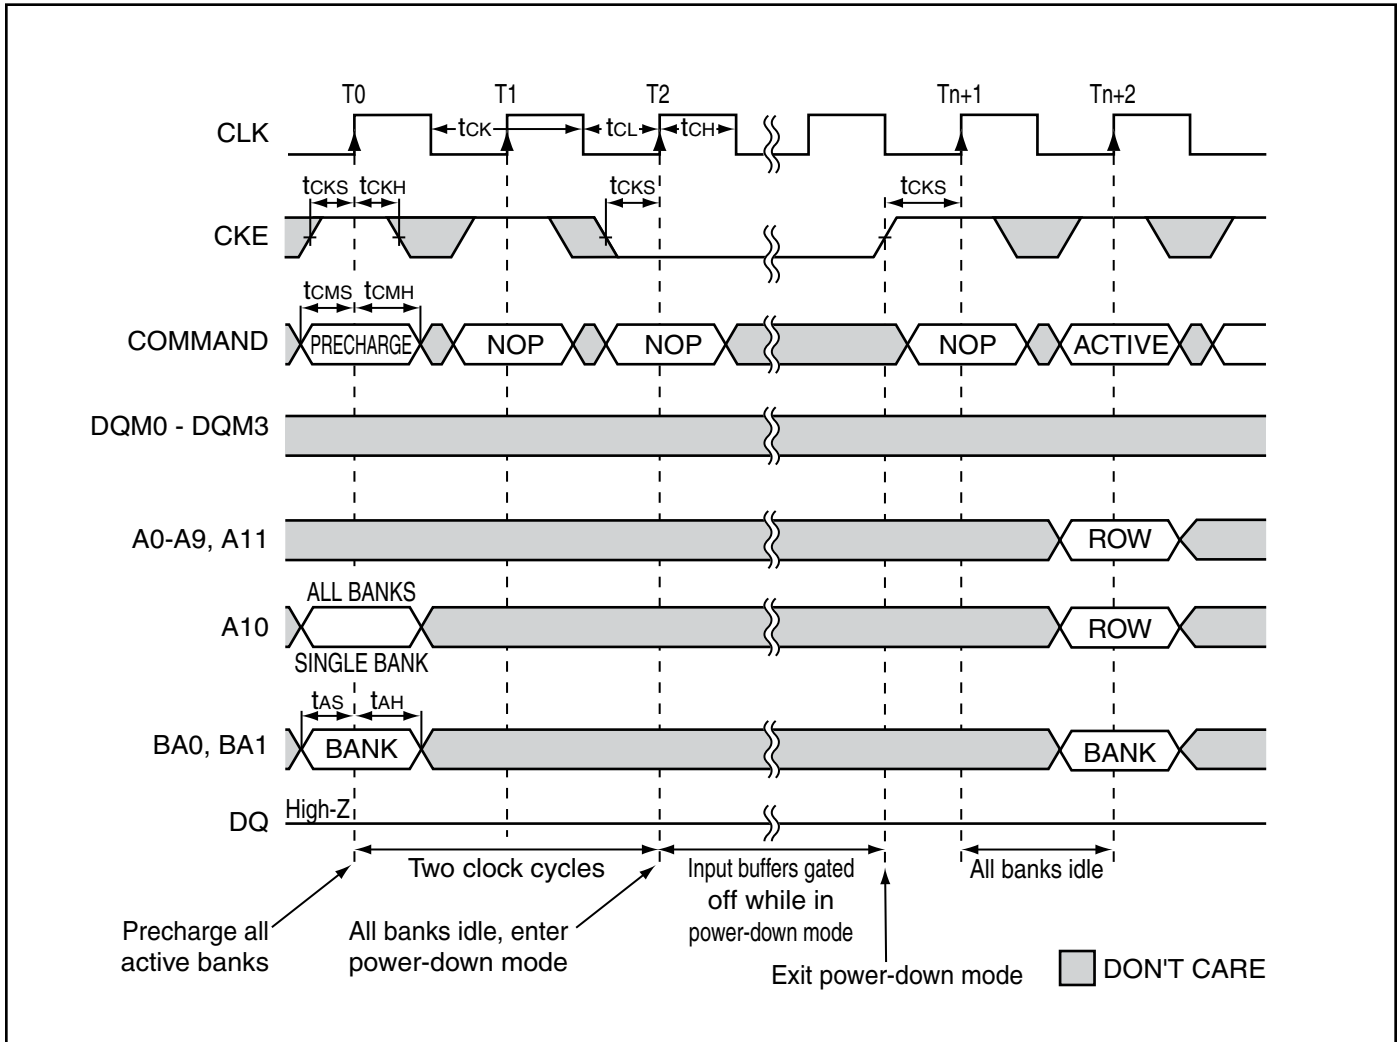 T0 T1 T2 Tn+1 Tn+2
CLK tCK tCL tCH
tCKS tCKH tCKS tCKS
CKE
tCMS tCMH
COMMAND PRECHARGE NOP NOP NOP ACTIVE
DQM0 - DQM3
A0-A9, A11 ROW
ALL BANKS
A10 ROW
SINGLE BANK
tAS tAH
BA0, BA1 BANK BANK
DQ High-Z
Two clock cycles
Input buffers gated
off while in
power-down mode
All banks idle
Precharge all
active banks
All banks idle, enter
power-down mode
Exit power-down mode
DON'T CARE